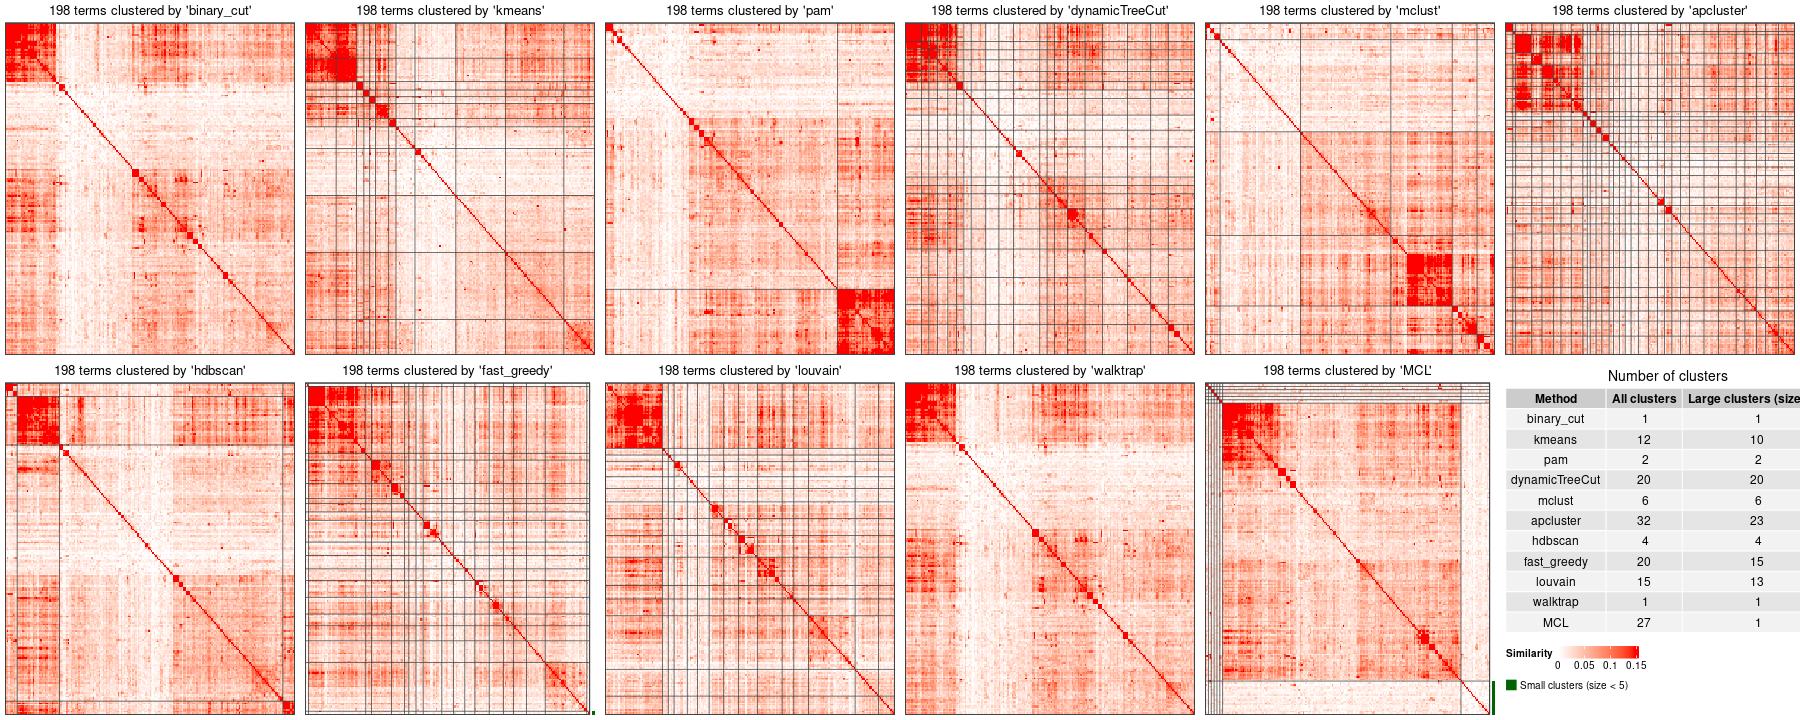 198 terms clustered by 'binary_cut'
198 terms clustered by 'kmeans'
198 terms clustered by 'pam'
198 terms clustered by 'dynamicTreeCut'
198 terms clustered by 'mclust'
198 terms clustered by 'apcluster'
198 terms clustered by 'hdbscan'
198 terms clustered by 'fast_greedy'
198 terms clustered by 'louvain'
198 terms clustered by 'walktrap'
198 terms clustered by 'MCL'
Number of clusters
Method All clusters Large clusters (size
binary_cut 1 1
kmeans 12 10
pam 2 2
dynamicTreeCut 20 20
mclust 6 6
apcluster 32 23
hdbscan 4 4
fast_greedy 20 15
louvain 15 13
walktrap 1 1
MCL 27 1
Similarity
0 0.05 0.1 0.15
Small clusters (size < 5)